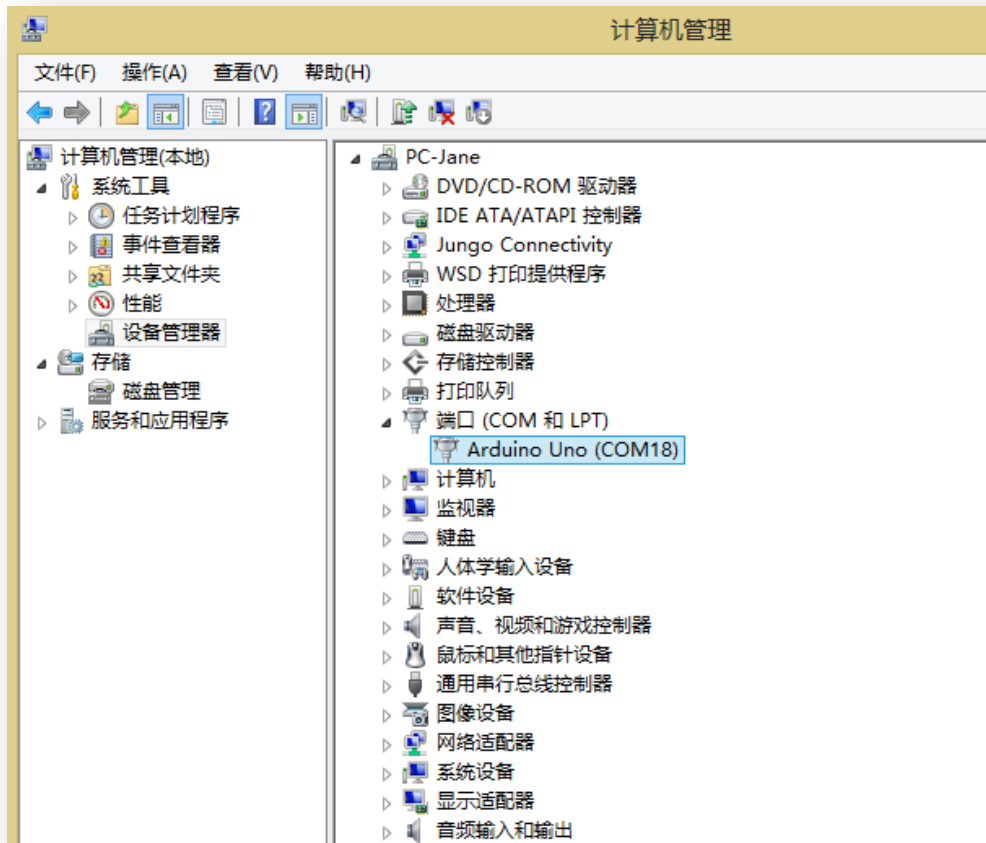 计算机管理
文件(F) 操作(A) 查看(V) 帮助(H)
计算机管理(本地)
系统工具
任务计划程序
事件查看器
共享文件夹
性能
设备管理器
存储
磁盘管理
服务和应用程序
PC-Jane
DVD/CD-ROM 驱动器
IDE ATA/ATAPI 控制器
Jungo Connectivity
WSD 打印提供程序
处理器
磁盘驱动器
存储控制器
打印队列
端口 (COM 和 LPT)
Arduino Uno (COM18)
计算机
监视器
键盘
人体学输入设备
软件设备
声音、视频和游戏控制器
鼠标和其他指针设备
通用串行总线控制器
图像设备
网络适配器
系统设备
显示适配器
音频输入和输出